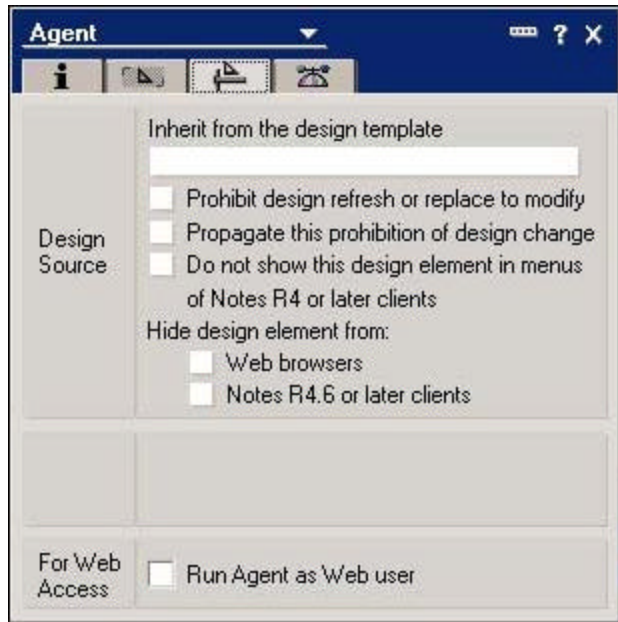 Agent
? X
i
Inherit from the design template
Prohibit design refresh or replace to modify
Propagate this prohibition of design change
Design
Source
Do not show this design element in menus
of Notes R4 or later clients
Hide design element from:
Web browsers
Notes R4.6 or later clients
For Web
Access
Run Agent as Web user